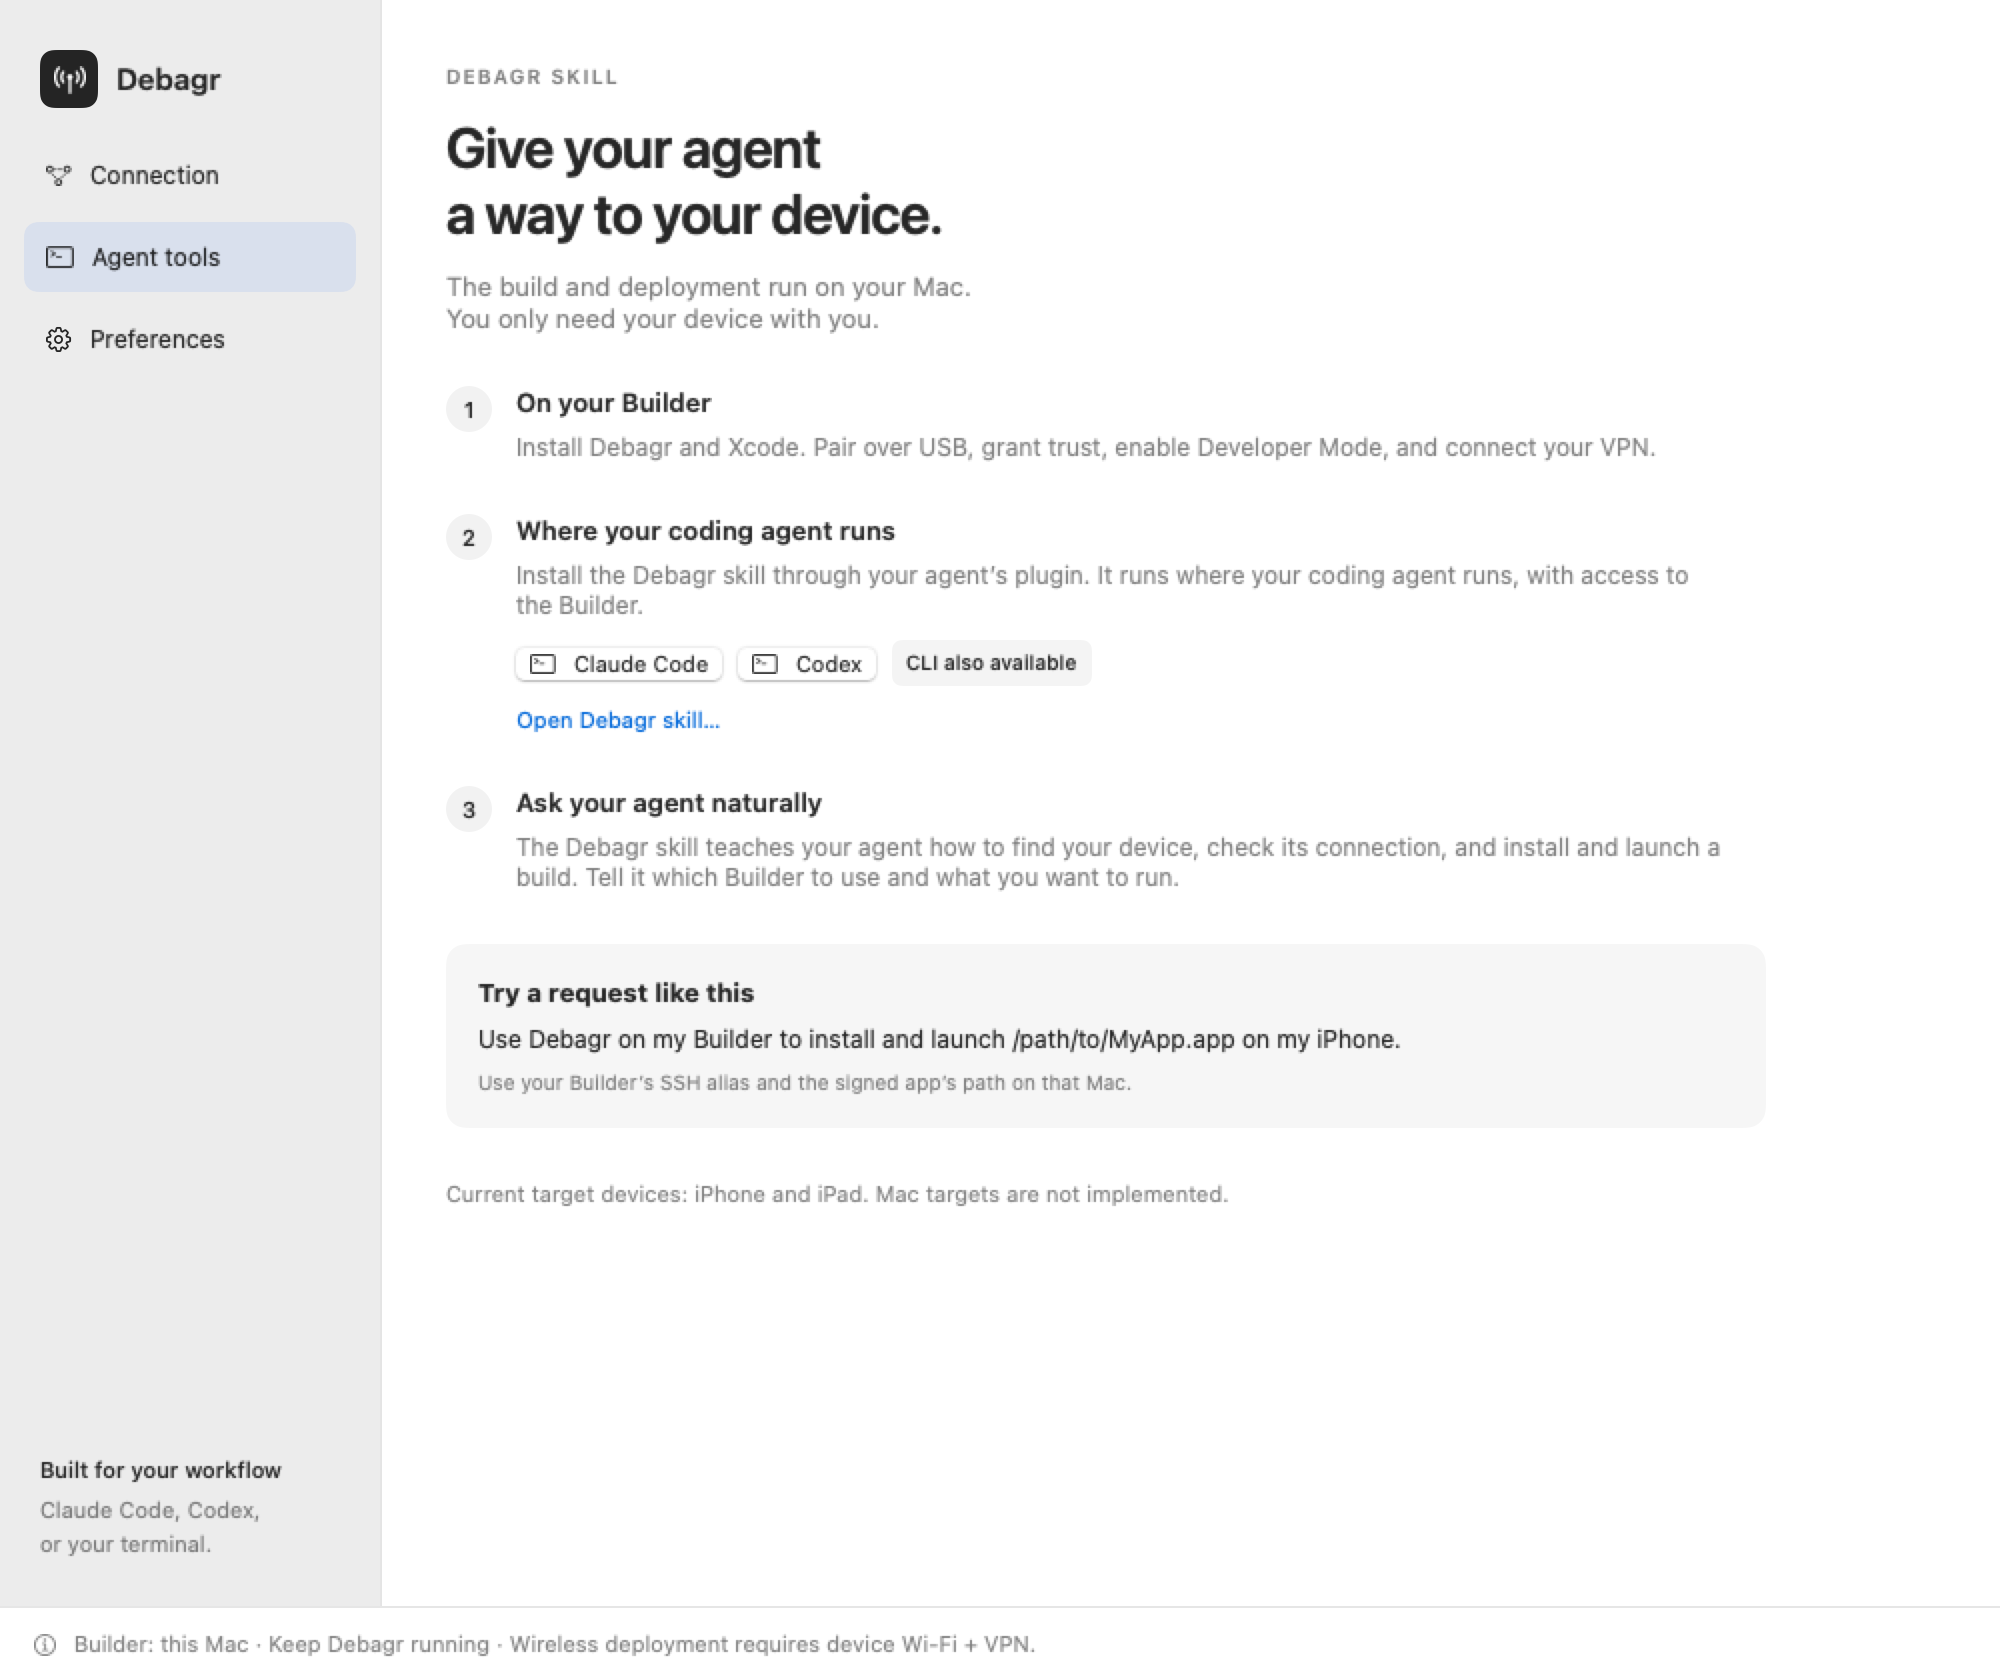 Debagr
Connection
Agent tools
Preferences
DEBAGR SKILL
Give your agent
a way to your device.
The build and deployment run on your Mac.
You only need your device with you.
1
On your Builder
Install Debagr and Xcode. Pair over USB, grant trust, enable Developer Mode, and connect your VPN.
2
Where your coding agent runs
Install the Debagr skill through your agent’s plugin. It runs where your coding agent runs, with access to
the Builder.
Claude Code
Codex
CLI also available
Open Debagr skill...
3
Ask your agent naturally
The Debagr skill teaches your agent how to find your device, check its connection, and install and launch a
build. Tell it which Builder to use and what you want to run.
Try a request like this
Use Debagr on my Builder to install and launch /path/to/MyApp.app on my iPhone.
Use your Builder’s SSH alias and the signed app’s path on that Mac.
Current target devices: iPhone and iPad. Mac targets are not implemented.
Built for your workflow
Claude Code, Codex,
or your terminal.
Builder: this Mac · Keep Debagr running · Wireless deployment requires device Wi-Fi + VPN.